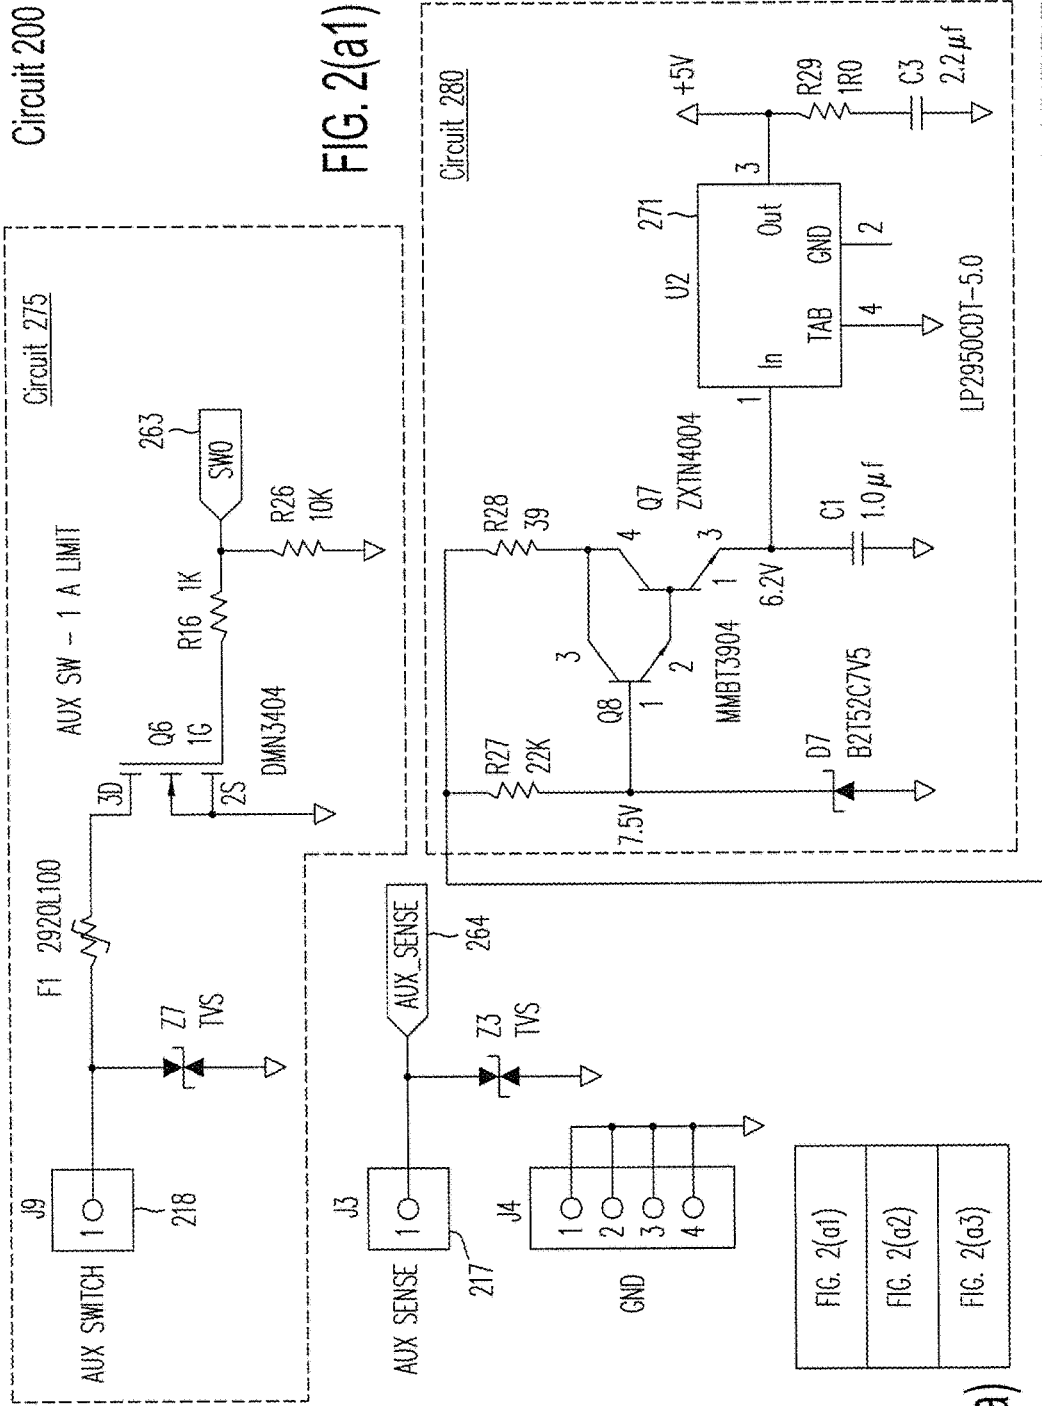 Circuit 200
FIG. 2(a1)
Circuit 275
AUX SW - 1 A LIMIT
F1 2920L100
3D
Q6
1G
2S
DMN3404
R16 1K
263
SWO
R26
10K
Z7
TVS
J9
1
218
AUX SWITCH
AUX_SENSE
264
Z3
TVS
J3
1
217
AUX SENSE
J4
1
2
3
4
GND
Circuit 280
R28
39
R27
22K
7.5V
Q8
3
1
2
MMBT3904
Q7
ZXTN4004
4
1
3
6.2V
D7
B2T52C7V5
C1
1.0µf
1
In
U2
271
Out
3
TAB
GND
4
2
LP2950CDT-5.0
+5V
R29
1R0
C3
2.2µf
FIG. 2(a1)
FIG. 2(a2)
FIG. 2(a3)
a)